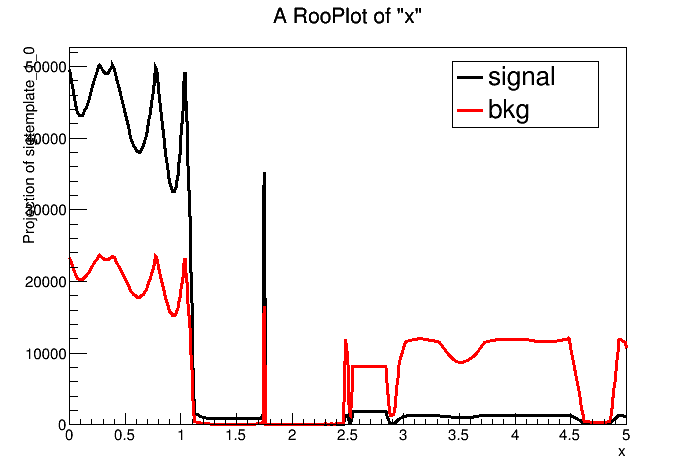 A RooPlot of "x"
Projection of sigtemplate_1_0
50000
40000
30000
20000
10000
0
signal
bkg
0 0.5 1 1.5 2 2.5 3 3.5 4 4.5 5
x